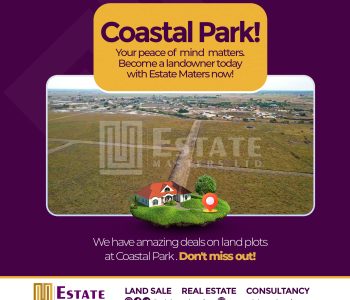 Coastal Park!
Your peace of mind matters.
Become a landowner today
with Estate Maters now!
ESTATE
MASTERS LTD
We have amazing deals on land plots
at Coastal Park . Don't miss out!
ESTATE
LAND SALE REAL ESTATE CONSULTANCY